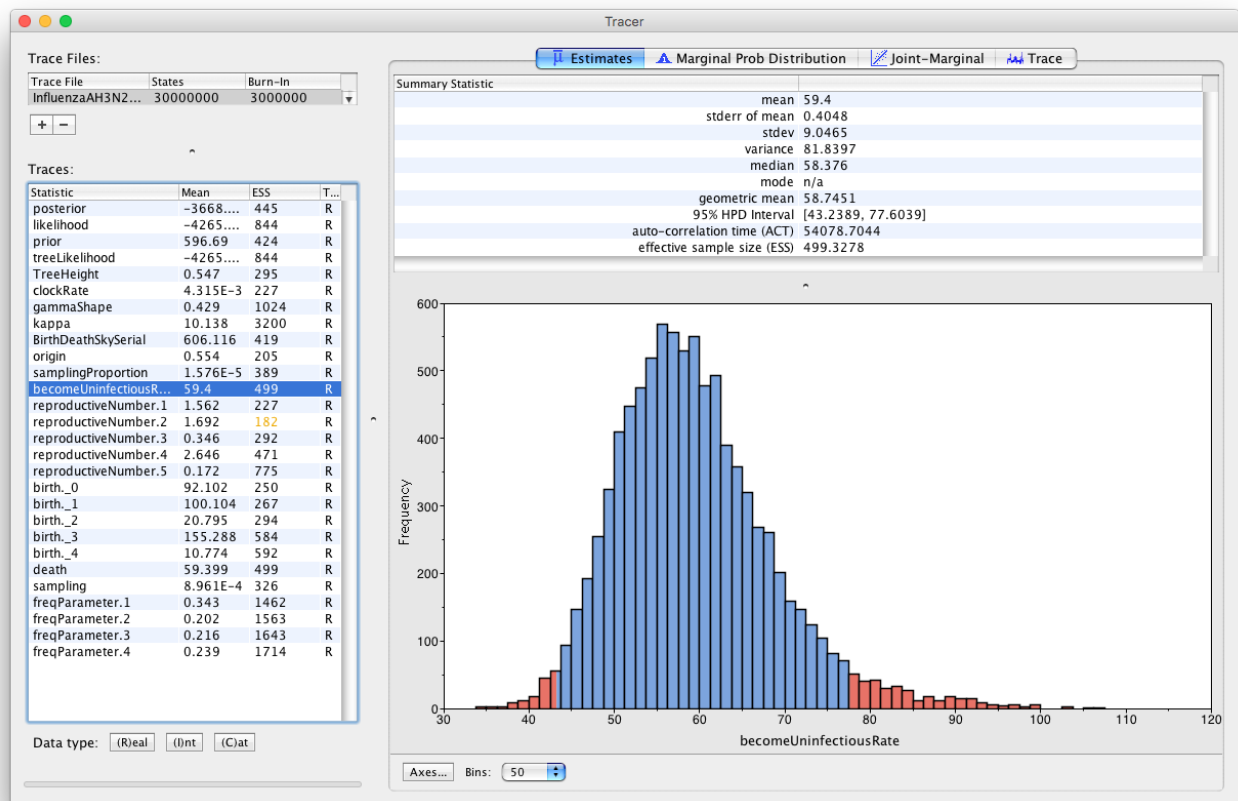 Tracer
Trace Files:
Trace File States Burn-In
InfluenzaAH3N2... 30000000 3000000
+ −
Traces:
Statistic Mean ESS T...
posterior -3668.... 445 R
likelihood -4265.... 844 R
prior 596.69 424 R
treeLikelihood -4265.... 844 R
TreeHeight 0.547 295 R
clockRate 4.315E-3 227 R
gammaShape 0.429 1024 R
kappa 10.138 3200 R
BirthDeathSkySerial 606.116 419 R
origin 0.554 205 R
samplingProportion 1.576E-5 389 R
becomeUninfectiousR... 59.4 499 R
reproductiveNumber.1 1.562 227 R
reproductiveNumber.2 1.692 182 R
reproductiveNumber.3 0.346 292 R
reproductiveNumber.4 2.646 471 R
reproductiveNumber.5 0.172 775 R
birth._0 92.102 250 R
birth._1 100.104 267 R
birth._2 20.795 294 R
birth._3 155.288 584 R
birth._4 10.774 592 R
death 59.399 499 R
sampling 8.961E-4 326 R
freqParameter.1 0.343 1462 R
freqParameter.2 0.202 1563 R
freqParameter.3 0.216 1643 R
freqParameter.4 0.239 1714 R
Data type: (R)eal (I)nt (C)at
μ Estimates Marginal Prob Distribution Joint-Marginal Trace
Summary Statistic
mean 59.4
stderr of mean 0.4048
stdev 9.0465
variance 81.8397
median 58.376
mode n/a
geometric mean 58.7451
95% HPD Interval [43.2389, 77.6039]
auto-correlation time (ACT) 54078.7044
effective sample size (ESS) 499.3278
600
500
400
300
200
100
0
Frequency
30 40 50 60 70 80 90 100 110 120
becomeUninfectiousRate
Axes... Bins: 50